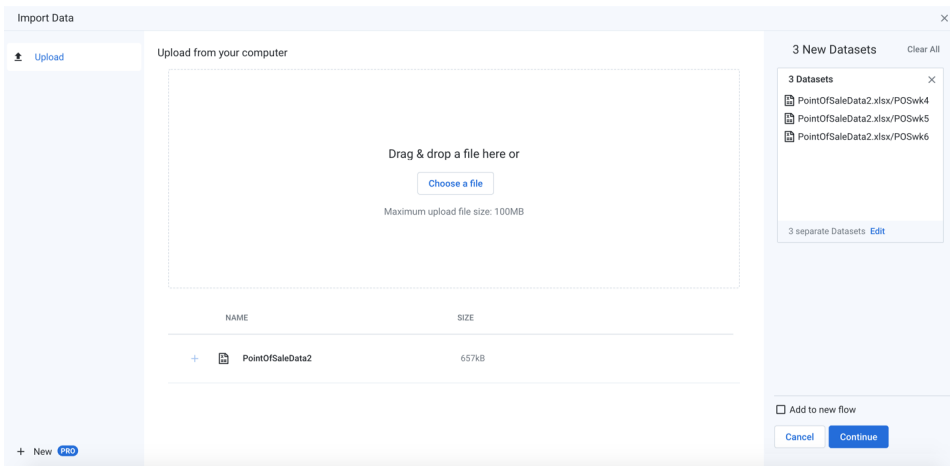 Import Data
Upload
Upload from your computer
Drag & drop a file here or
Choose a file
Maximum upload file size: 100MB
NAME SIZE
PointOfSaleData2 657kB
+ New PRO
3 New Datasets Clear All
3 Datasets
PointOfSaleData2.xlsx/POSwk4
PointOfSaleData2.xlsx/POSwk5
PointOfSaleData2.xlsx/POSwk6
3 separate Datasets Edit
Add to new flow
Cancel Continue